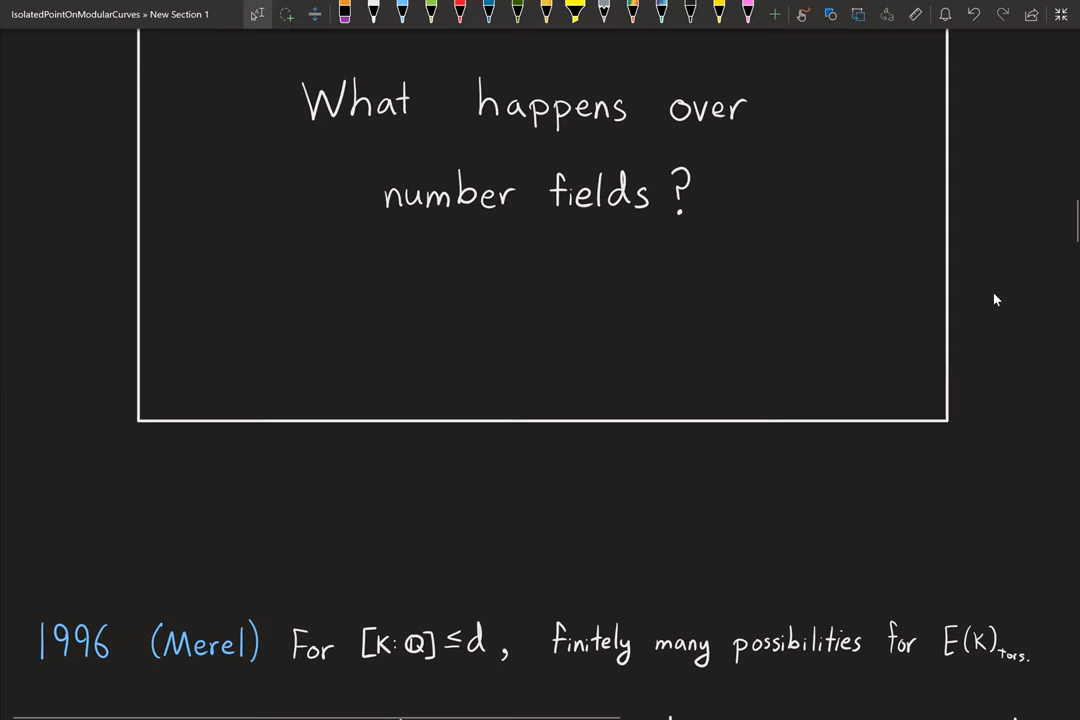 IsolatedPointOnModularCurves » New Section 1
What happens over
number fields?
1996 (Merel) For [K:ℚ] ≤ d, finitely many possibilities for E(K)tors.